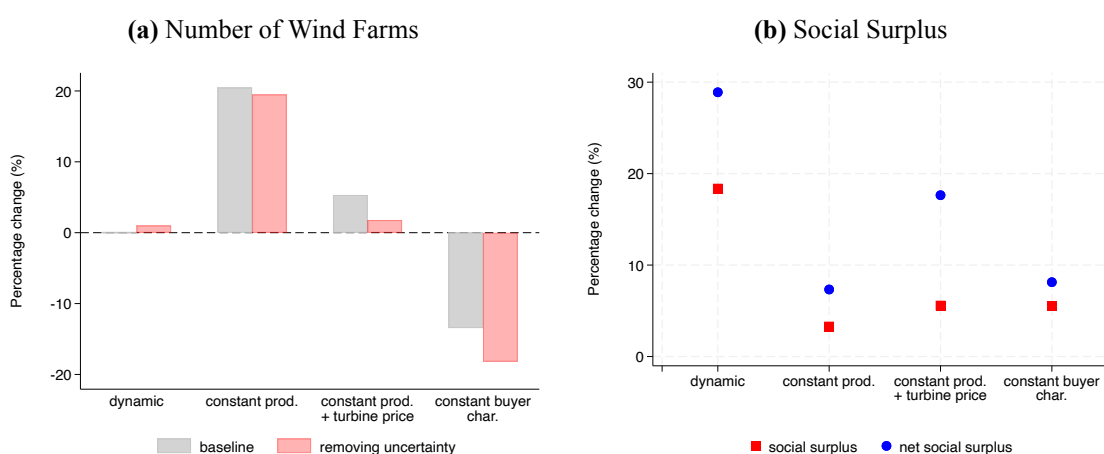 (a) Number of Wind Farms
Percentage change (%)
20
10
0
-10
-20
dynamic
constant prod.
constant prod.
+ turbine price
constant buyer
char.
baseline
removing uncertainty
(b) Social Surplus
Percentage change (%)
30
20
10
0
dynamic
constant prod.
constant prod.
+ turbine price
constant buyer
char.
social surplus
net social surplus